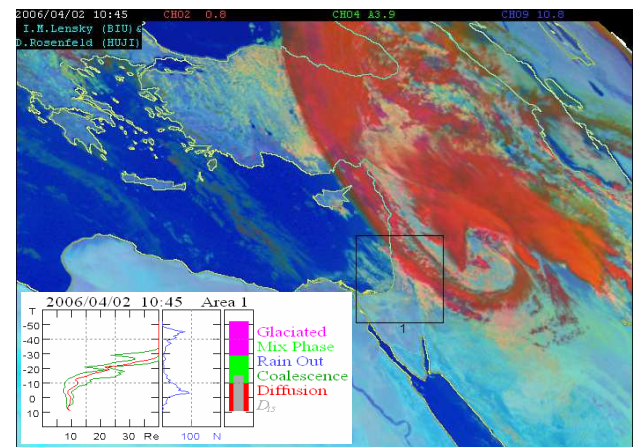 2006/04/02 10:45 CH02 0.8 CH04 A3.9 CH09 10.8
I.M.Lensky (BIU)&
D.Rosenfeld (HUJI)
1
2006/04/02 10:45 Area 1
T
-50
-40
-30
-20
-10
0
10
10 20 30 Re 100 N
Glaciated
Mix Phase
Rain Out
Coalescence
Diffusion
D15